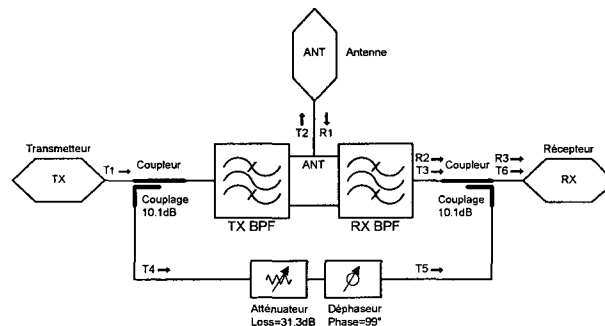 ANT
Antenne
T2
R1
Transmetteur
TX
T1
Coupleur
Couplage
10.1dB
TX BPF
ANT
RX BPF
R2
T3
Coupleur
Couplage
10.1dB
R3
T6
Récepteur
RX
T4
T5
Atténuateur
Loss=31.3dB
Déphaseur
Phase=99°